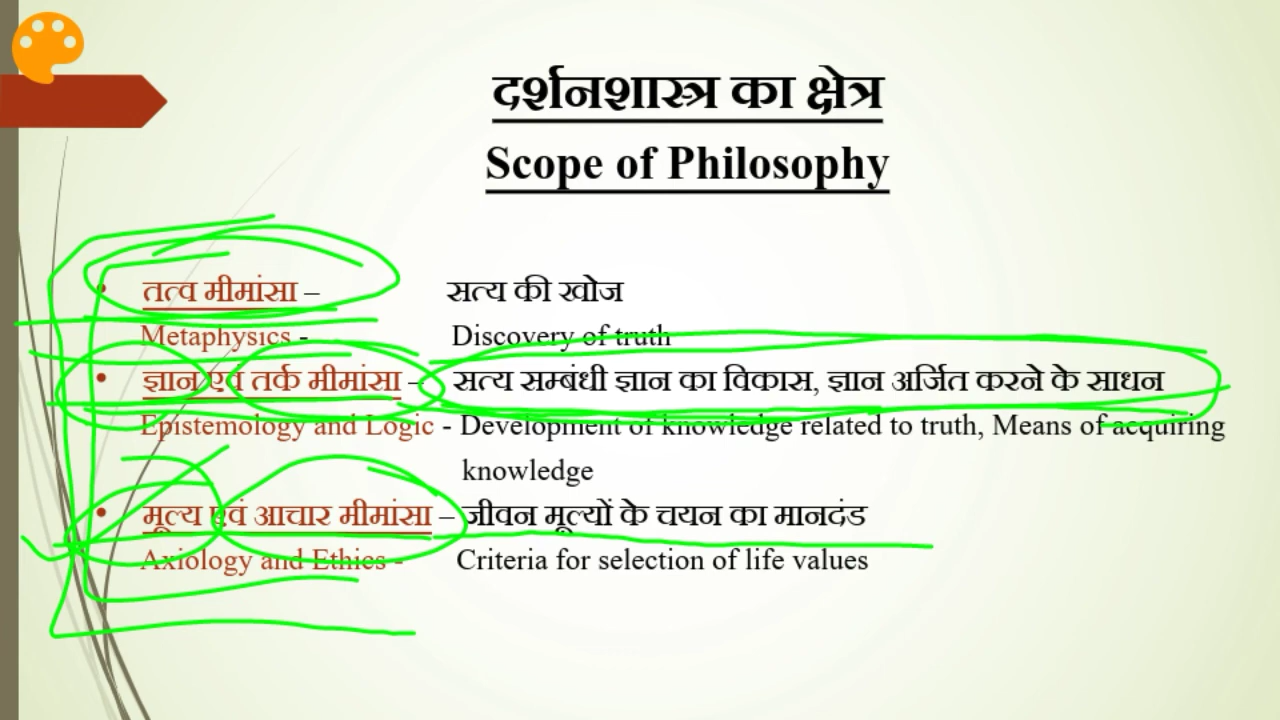 दर्शनशास्त्र का क्षेत्र
Scope of Philosophy
• तत्व मीमांसा – सत्य की खोज
Metaphysics - Discovery of truth
• ज्ञान एवं तर्क मीमांसा – सत्य सम्बंधी ज्ञान का विकास, ज्ञान अर्जित करने के साधन
Epistemology and Logic - Development of knowledge related to truth, Means of acquiring
knowledge
• मूल्य एवं आचार मीमांसा – जीवन मूल्यों के चयन का मानदंड
Axiology and Ethics - Criteria for selection of life values